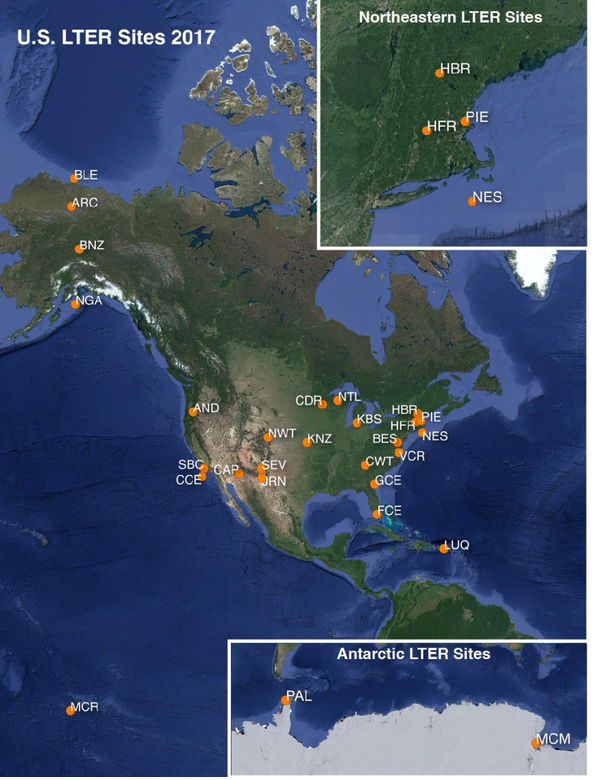 U.S. LTER Sites 2017
Northeastern LTER Sites
HBR
PIE
HFR
NES
BLE
ARC
BNZ
NGA
AND
CDR
NTL
KBS
HBR
PIE
HFR
NES
BES
VCR
NWT
KNZ
CWT
SBC
CAP
SEV
CCE
JRN
GCE
FCE
LUQ
MCR
Antarctic LTER Sites
PAL
MCM